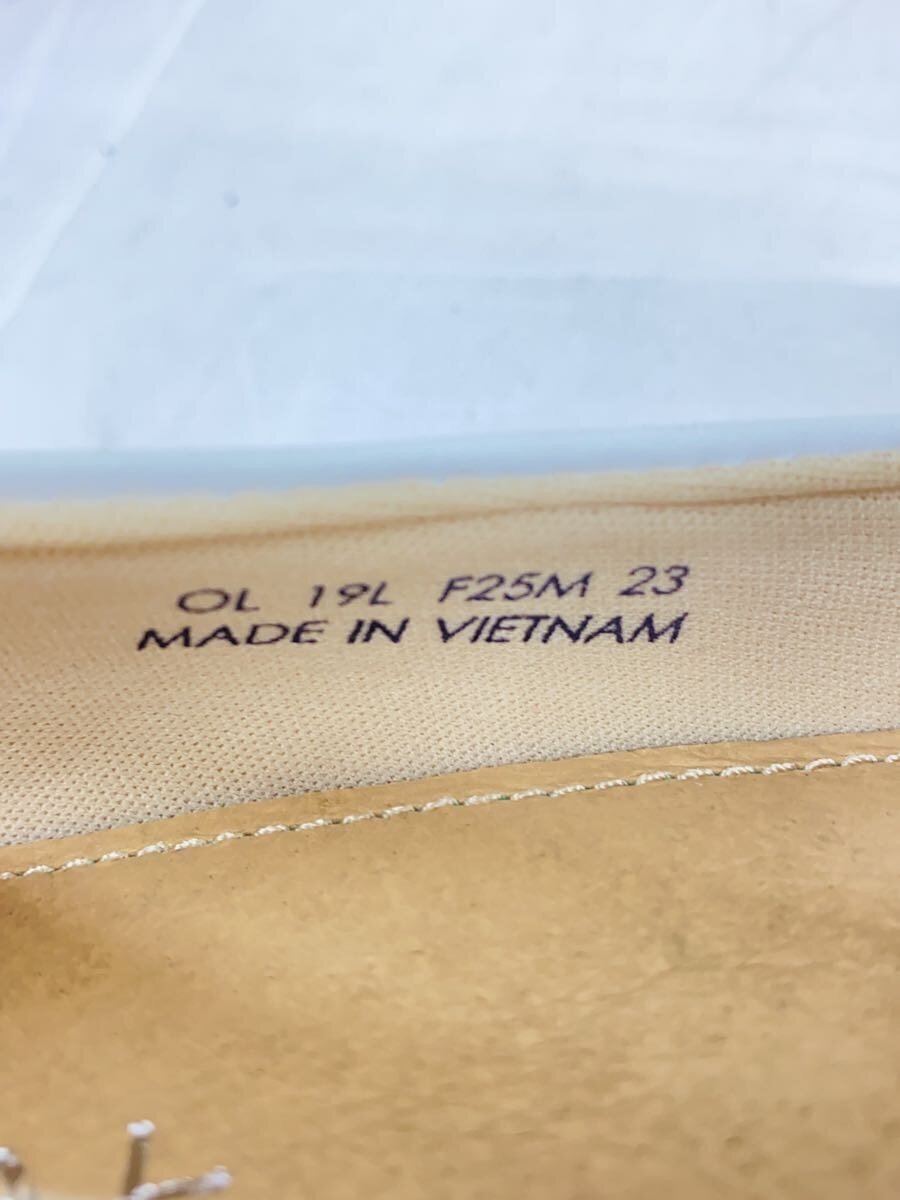 OL 19L F25M 23
MADE IN VIETNAM